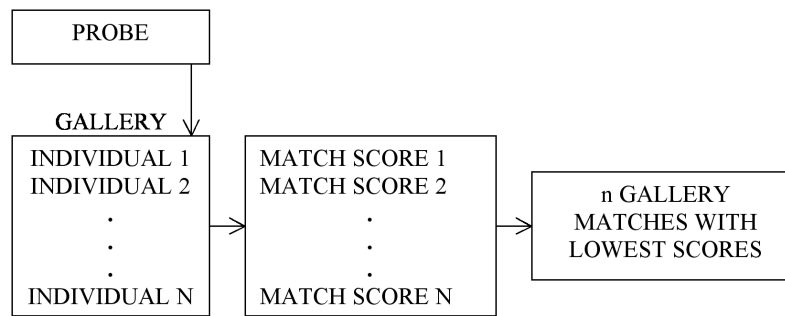 PROBE
GALLERY
INDIVIDUAL 1
INDIVIDUAL 2
.
.
.
INDIVIDUAL N
MATCH SCORE 1
MATCH SCORE 2
.
.
.
MATCH SCORE N
n GALLERY
MATCHES WITH
LOWEST SCORES